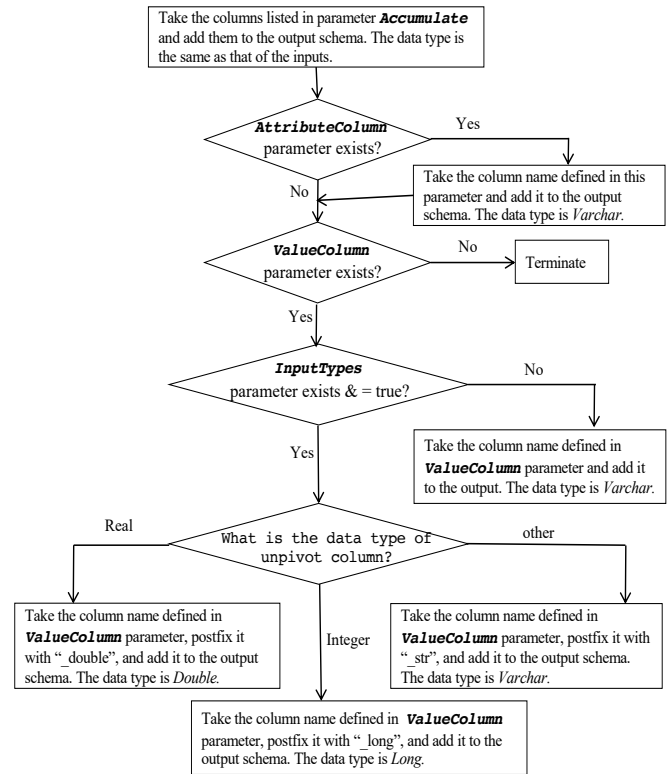 Take the columns listed in parameter Accumulate
and add them to the output schema. The data type is
the same as that of the inputs.
AttributeColumn
parameter exists?
Yes
No
Take the column name defined in this
parameter and add it to the output
schema. The data type is Varchar.
ValueColumn
parameter exists?
No
Terminate
Yes
InputTypes
parameter exists & = true?
No
Yes
Take the column name defined in
ValueColumn parameter and add it
to the output. The data type is Varchar.
What is the data type of
unpivot column?
Real
other
Integer
Take the column name defined in
ValueColumn parameter, postfix it
with “_double”, and add it to the output
schema. The data type is Double.
Take the column name defined in
ValueColumn parameter, postfix it with
“_str”, and add it to the output schema.
The data type is Varchar.
Take the column name defined in ValueColumn
parameter, postfix it with “_long”, and add it to the
output schema. The data type is Long.